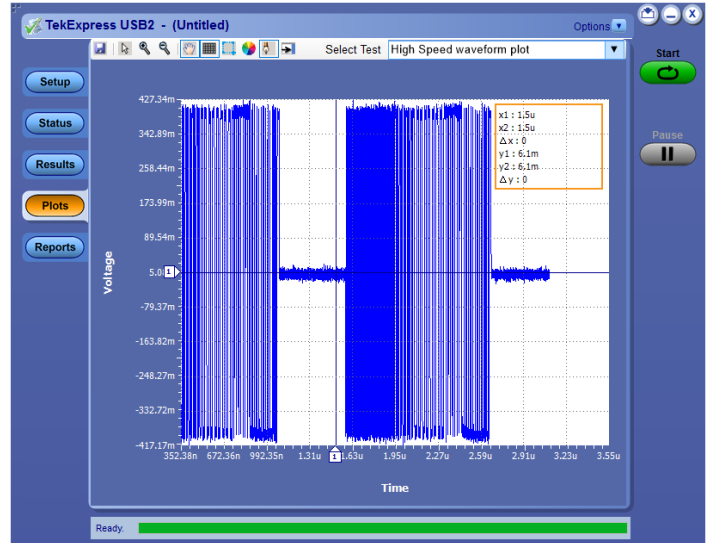 TekExpress USB2 - (Untitled)
Options
Select Test High Speed waveform plot
Start
Pause
Setup
Status
Results
Plots
Reports
427.34m
342.89m
258.44m
173.99m
89.54m
-79.37m
-163.82m
-248.27m
-332.72m
-417.17m
Voltage
x1 : 1.5u
x2 : 1.5u
Δx : 0
y1 : 6.1m
y2 : 6.1m
Δy : 0
1
1
352.38n 672.36n 992.35n 1.31u 1.95u 2.27u 2.59u 2.91u 3.23u 3.55u
Time
Ready.